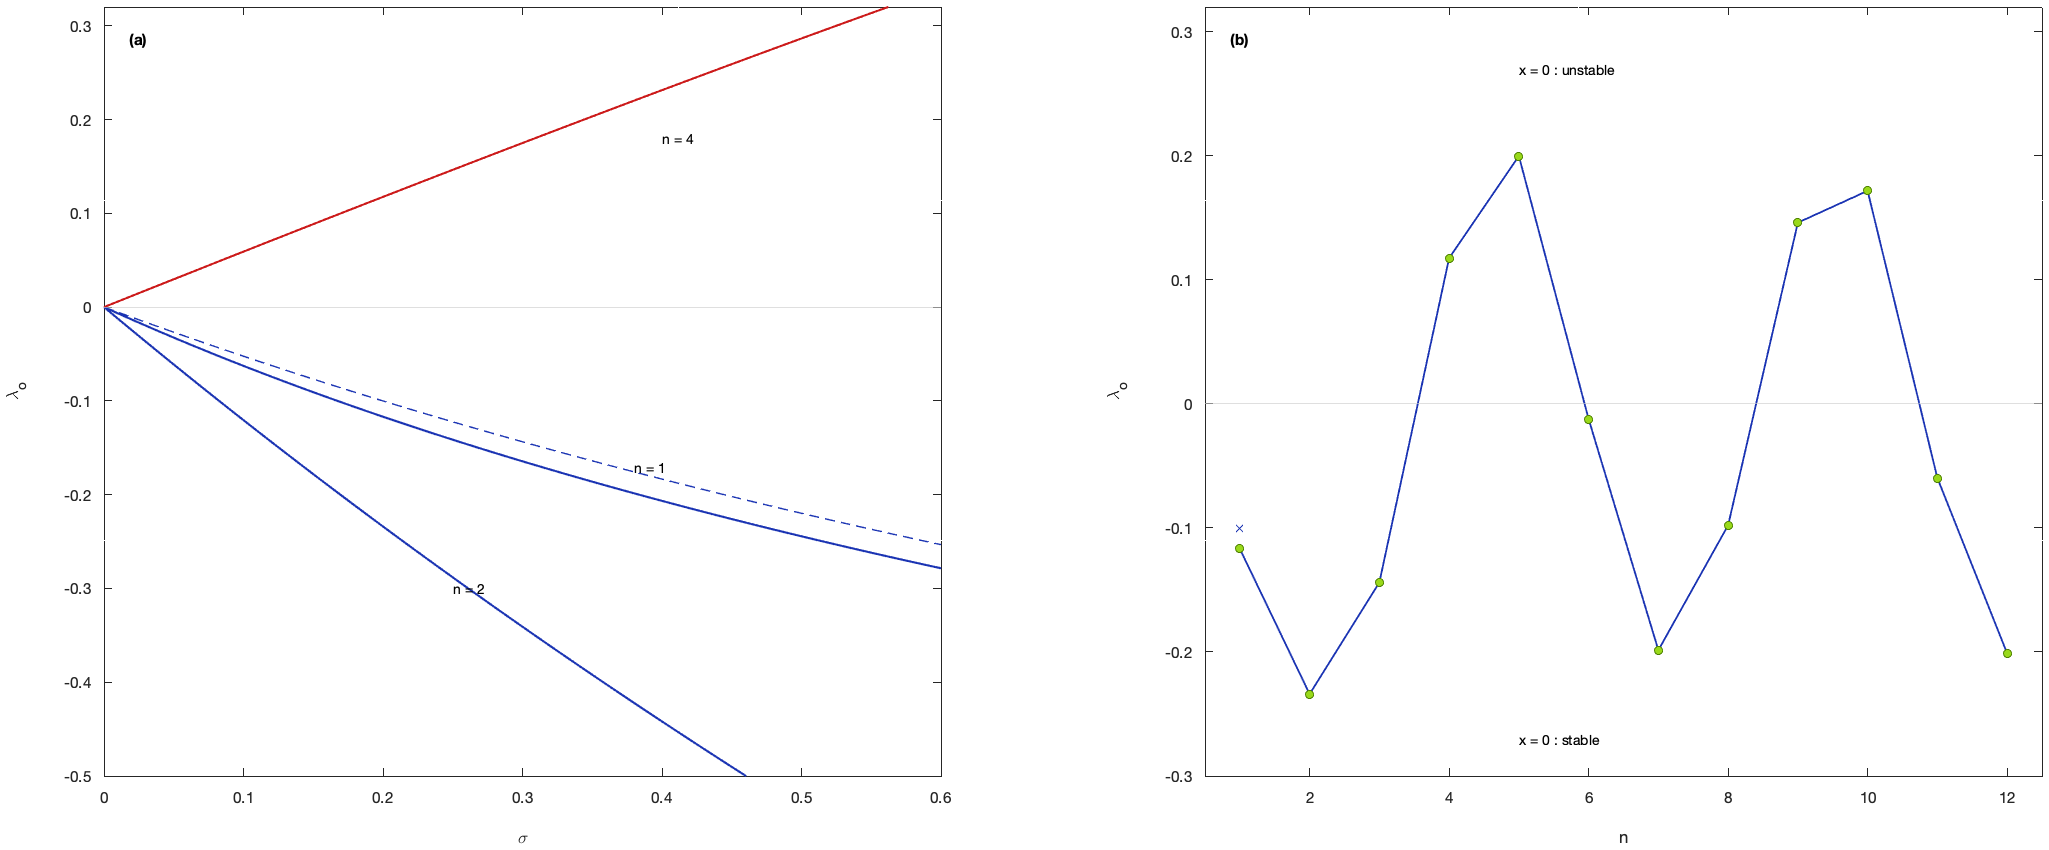 (a)
0.3
0.2
0.1
0
-0.1
-0.2
-0.3
-0.4
-0.5
λo
n = 4
n = 1
n = 2
0 0.1 0.2 0.3 0.4 0.5 0.6
σ
(b)
0.3
0.2
0.1
0
-0.1
-0.2
-0.3
λo
x = 0 : unstable
x = 0 : stable
2 4 6 8 10 12
n